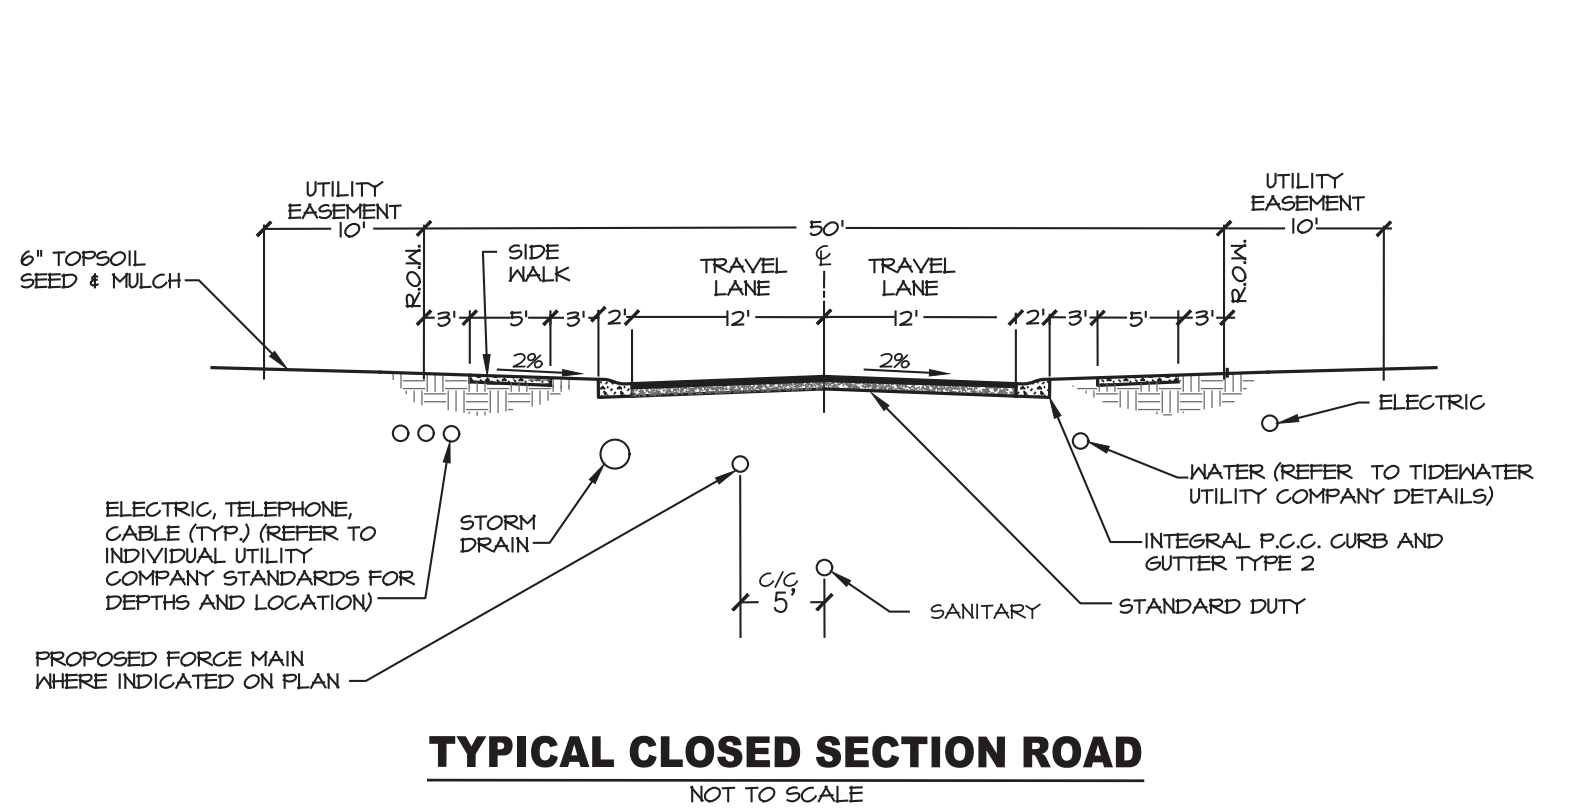 UTILITY
EASEMENT
10'
50'
℄
UTILITY
EASEMENT
10'
6" TOPSOIL
SEED & MULCH
R.O.W.
SIDE
WALK
TRAVEL
LANE
TRAVEL
LANE
R.O.W.
3' 5' 3' 2' 12' 12' 2' 3' 5' 3'
2% 2%
ELECTRIC
WATER (REFER TO TIDEWATER
UTILITY COMPANY DETAILS)
ELECTRIC, TELEPHONE,
CABLE (TYP.) (REFER TO
INDIVIDUAL UTILITY
COMPANY STANDARDS FOR
DEPTHS AND LOCATION)
STORM
DRAIN
INTEGRAL P.C.C. CURB AND
GUTTER TYPE 2
C/C
5'
SANITARY
STANDARD DUTY
PROPOSED FORCE MAIN
WHERE INDICATED ON PLAN
TYPICAL CLOSED SECTION ROAD
NOT TO SCALE